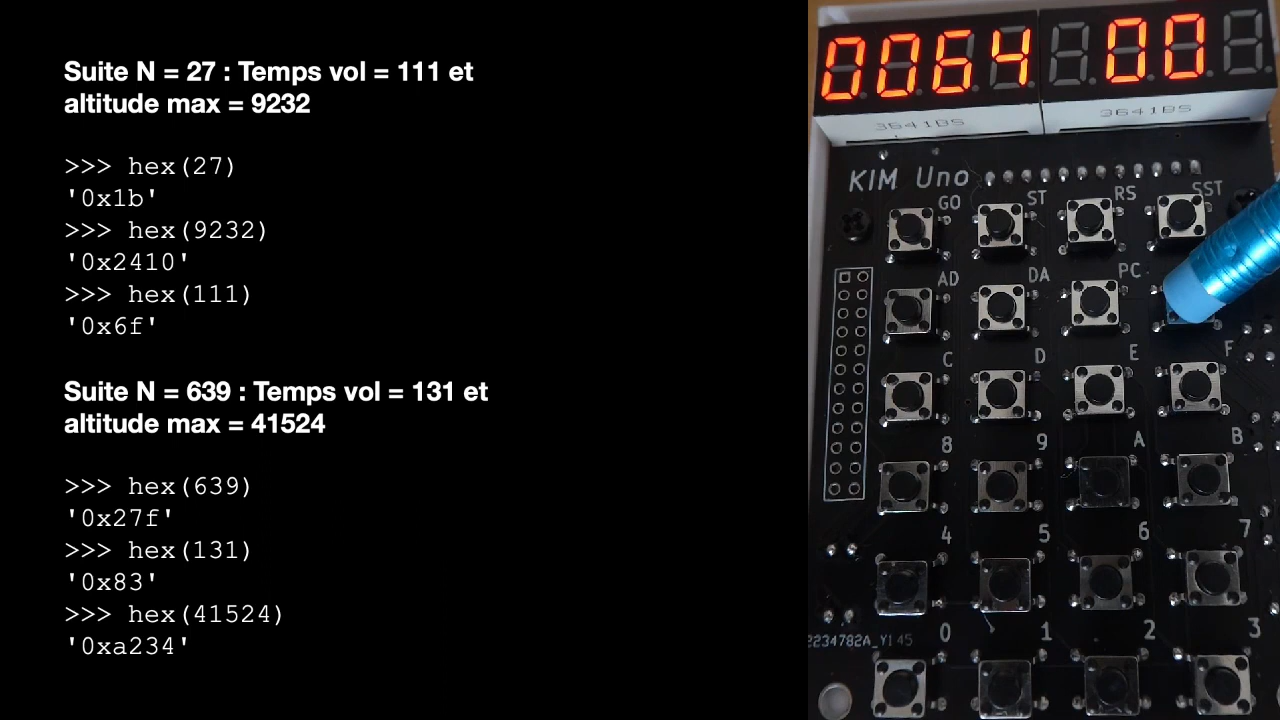 Suite N = 27 : Temps vol = 111 et
altitude max = 9232
>>> hex(27)
'0x1b'
>>> hex(9232)
'0x2410'
>>> hex(111)
'0x6f'
Suite N = 639 : Temps vol = 131 et
altitude max = 41524
>>> hex(639)
'0x27f'
>>> hex(131)
'0x83'
>>> hex(41524)
'0xa234'
0064 00
3641BS 3641BS
KIM Uno
GO ST RS SST
AD DA PC
C D E F
8 9 A B
4 5 6 7
0 1 2 3
2234782A_Y145